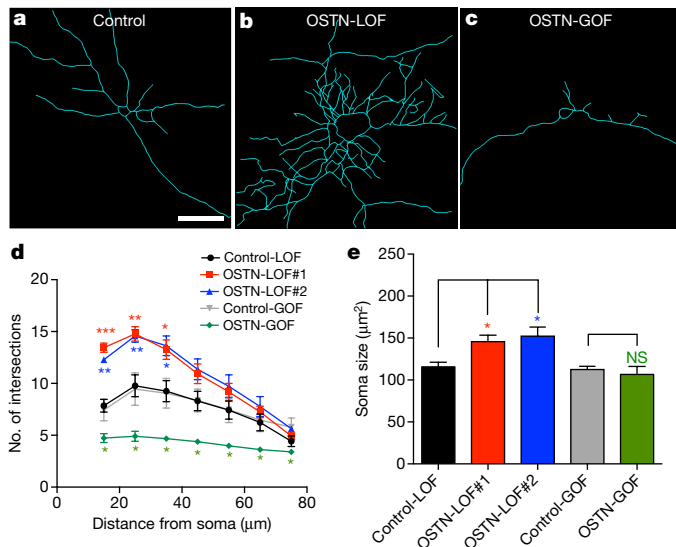 a Control
b OSTN-LOF
c OSTN-GOF
d
Control-LOF
OSTN-LOF#1
OSTN-LOF#2
Control-GOF
OSTN-GOF
20
15
10
5
0
No. of intersections
*** ** *
** ** *
* * * * * * *
0 20 40 60 80
Distance from soma (μm)
e
250
200
150
100
50
0
Soma size (μm²)
* * NS
Control-LOF
OSTN-LOF#1
OSTN-LOF#2
Control-GOF
OSTN-GOF